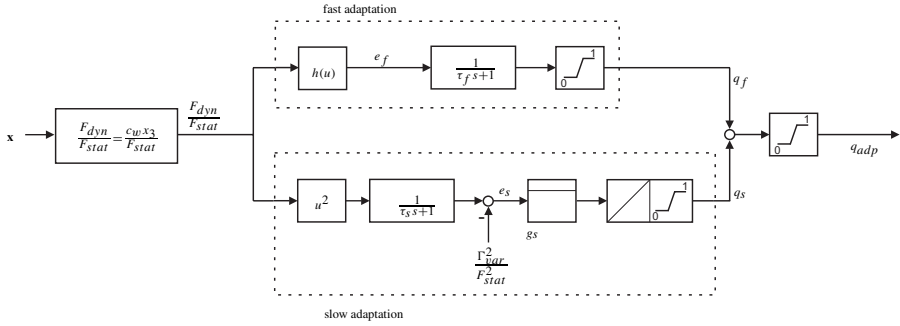 fast adaptation
h(u)
e_f
1
τ_f s+1
1
0
q_f
x
F_dyn
F_stat
=
c_w x_3
F_stat
F_dyn
F_stat
1
0
q_adp
u^2
1
τ_s s+1
-
e_s
g_s
1
0
q_s
Γ^2_var
F^2_stat
slow adaptation